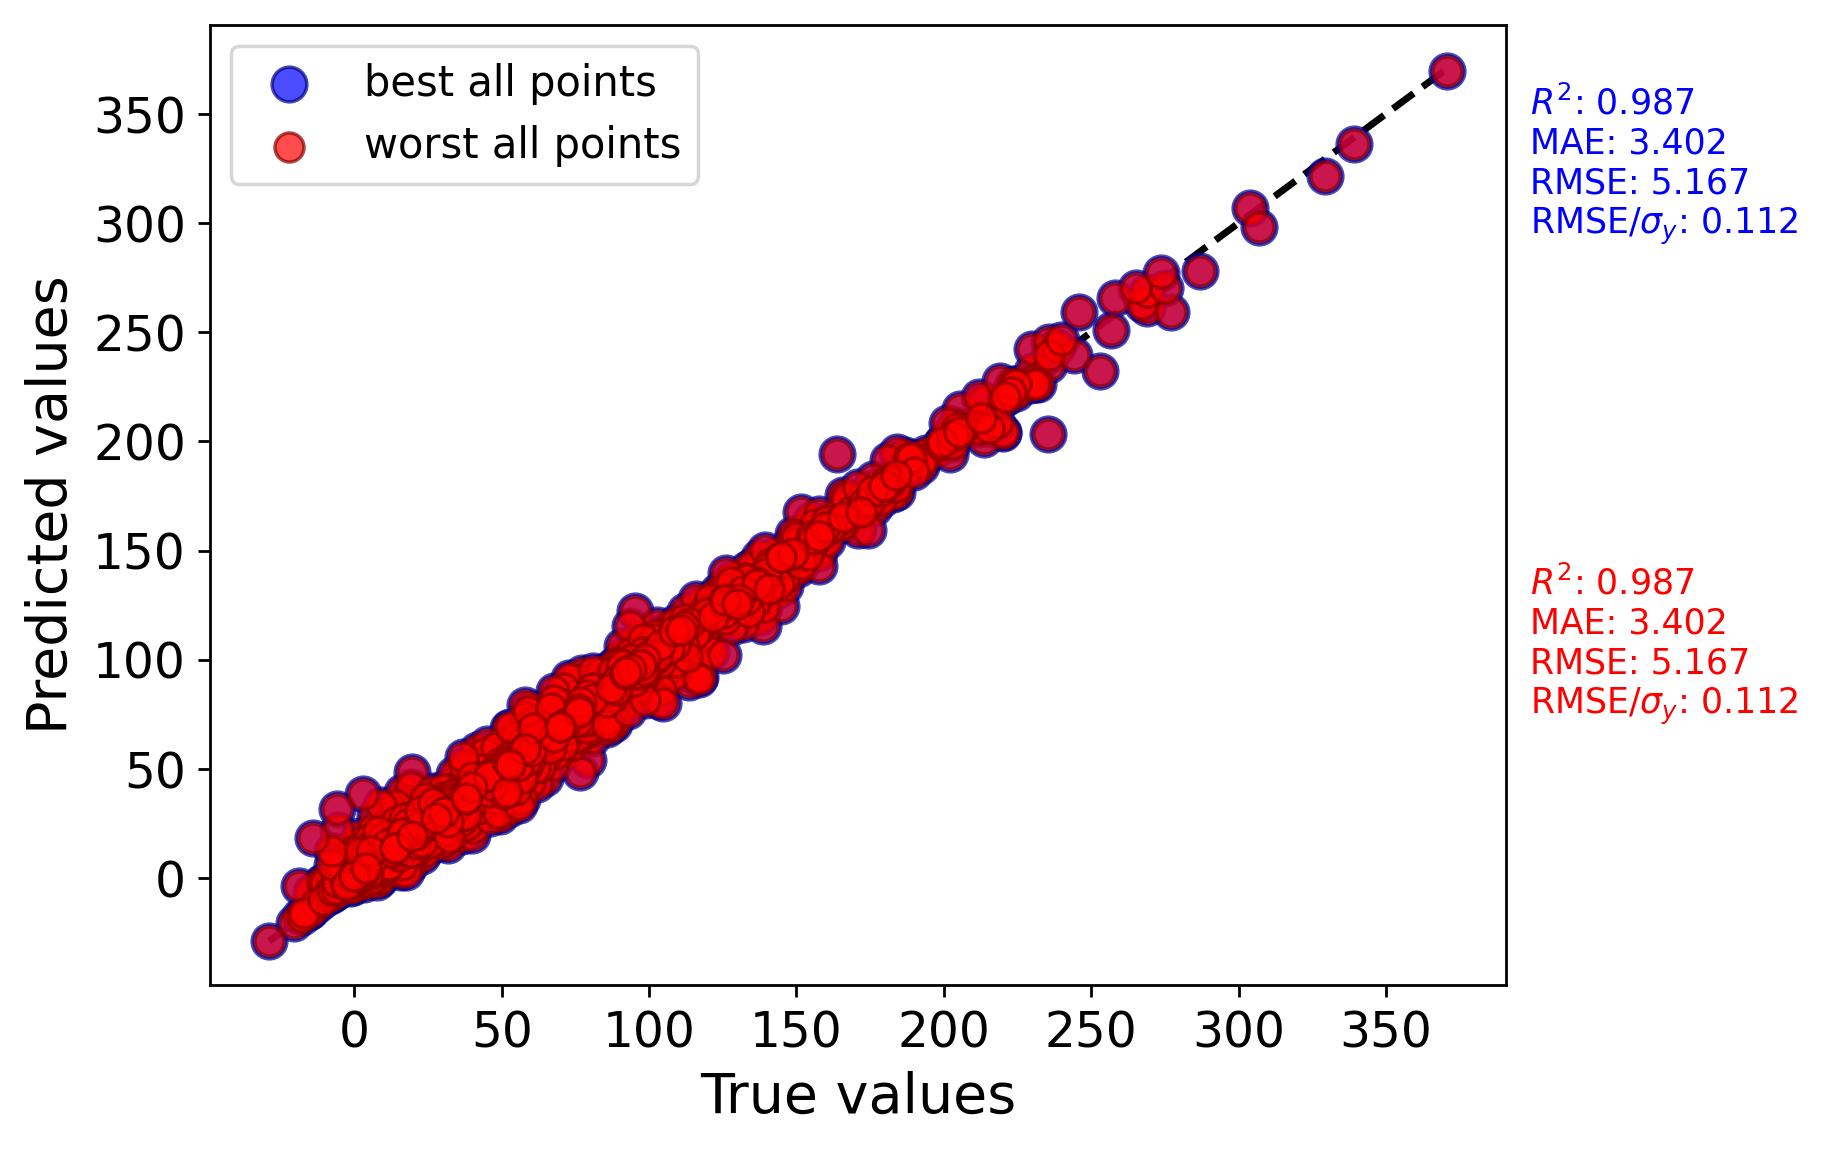 best all points
worst all points
350
300
250
200
150
100
50
0
Predicted values
0 50 100 150 200 250 300 350
True values
R²: 0.987
MAE: 3.402
RMSE: 5.167
RMSE/σ_y: 0.112
R²: 0.987
MAE: 3.402
RMSE: 5.167
RMSE/σ_y: 0.112